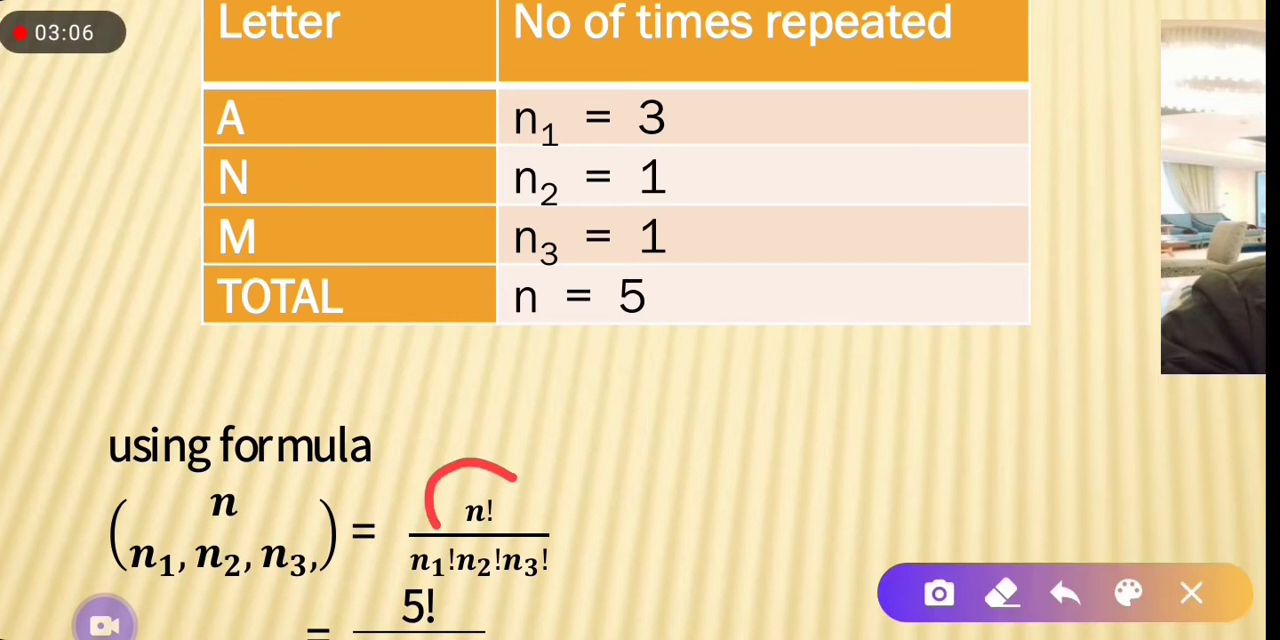 03:06
Letter No of times repeated
A n₁ = 3
N n₂ = 1
M n₃ = 1
TOTAL n = 5
using formula
(n
n₁, n₂, n₃,) = n!/n₁!n₂!n₃!
= 5!